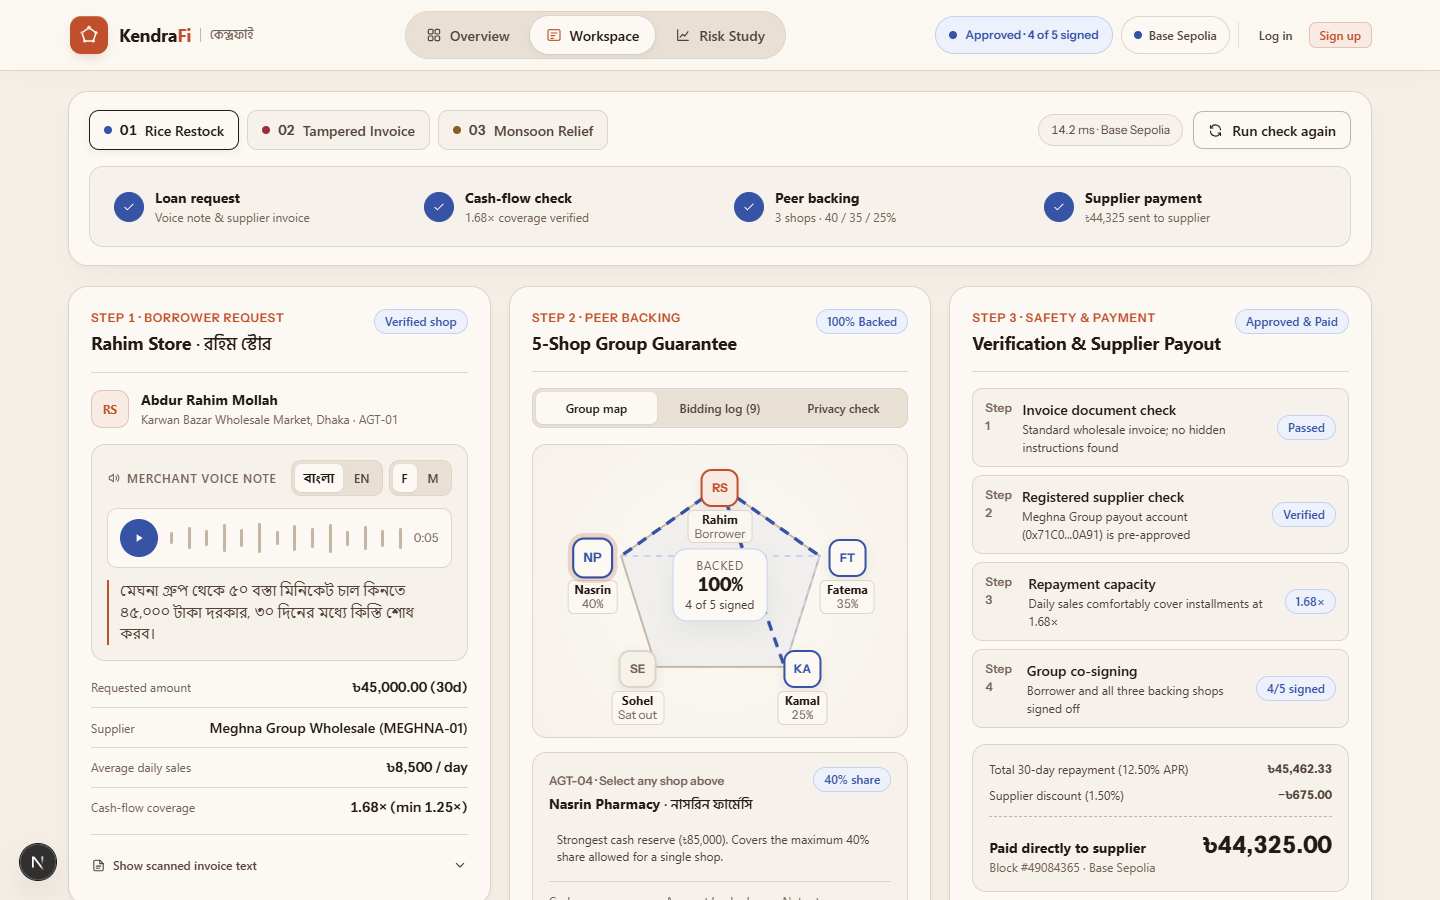 KendraFi | কেন্দ্রফাই
Overview
Workspace
Risk Study
Approved · 4 of 5 signed
Base Sepolia
Log in
Sign up
01 Rice Restock
02 Tampered Invoice
03 Monsoon Relief
14.2 ms · Base Sepolia
Run check again
Loan request
Voice note & supplier invoice
Cash-flow check
1.68× coverage verified
Peer backing
3 shops · 40 / 35 / 25%
Supplier payment
৳44,325 sent to supplier
STEP 1 · BORROWER REQUEST
Rahim Store · রহিম স্টোর
Verified shop
RS
Abdur Rahim Mollah
Karwan Bazar Wholesale Market, Dhaka · AGT-01
MERCHANT VOICE NOTE
বাংলা EN
F M
0:05
মেঘনা গ্রুপ থেকে ৫০ বস্তা মিনিকেট চাল কিনতে
৪৫,০০০ টাকা দরকার, ৩০ দিনের মধ্যে কিস্তি শোধ
করব।
Requested amount ৳45,000.00 (30d)
Supplier Meghna Group Wholesale (MEGHNA-01)
Average daily sales ৳8,500 / day
Cash-flow coverage 1.68× (min 1.25×)
Show scanned invoice text
N
STEP 2 · PEER BACKING
5-Shop Group Guarantee
100% Backed
Group map
Bidding log (9)
Privacy check
RS
Rahim
Borrower
NP
Nasrin
40%
FT
Fatema
35%
BACKED
100%
4 of 5 signed
SE
Sohel
Sat out
KA
Kamal
25%
AGT-04 · Select any shop above
Nasrin Pharmacy · নাসরিন ফার্মেসি
40% share
Strongest cash reserve (৳85,000). Covers the maximum 40%
share allowed for a single shop.
STEP 3 · SAFETY & PAYMENT
Verification & Supplier Payout
Approved & Paid
Step 1
Invoice document check
Standard wholesale invoice; no hidden
instructions found
Passed
Step 2
Registered supplier check
Meghna Group payout account
(0x71C0...0A91) is pre-approved
Verified
Step 3
Repayment capacity
Daily sales comfortably cover installments at
1.68×
1.68×
Step 4
Group co-signing
Borrower and all three backing shops
signed off
4/5 signed
Total 30-day repayment (12.50% APR) ৳45,462.33
Supplier discount (1.50%) −৳675.00
Paid directly to supplier ৳44,325.00
Block #49084365 · Base Sepolia